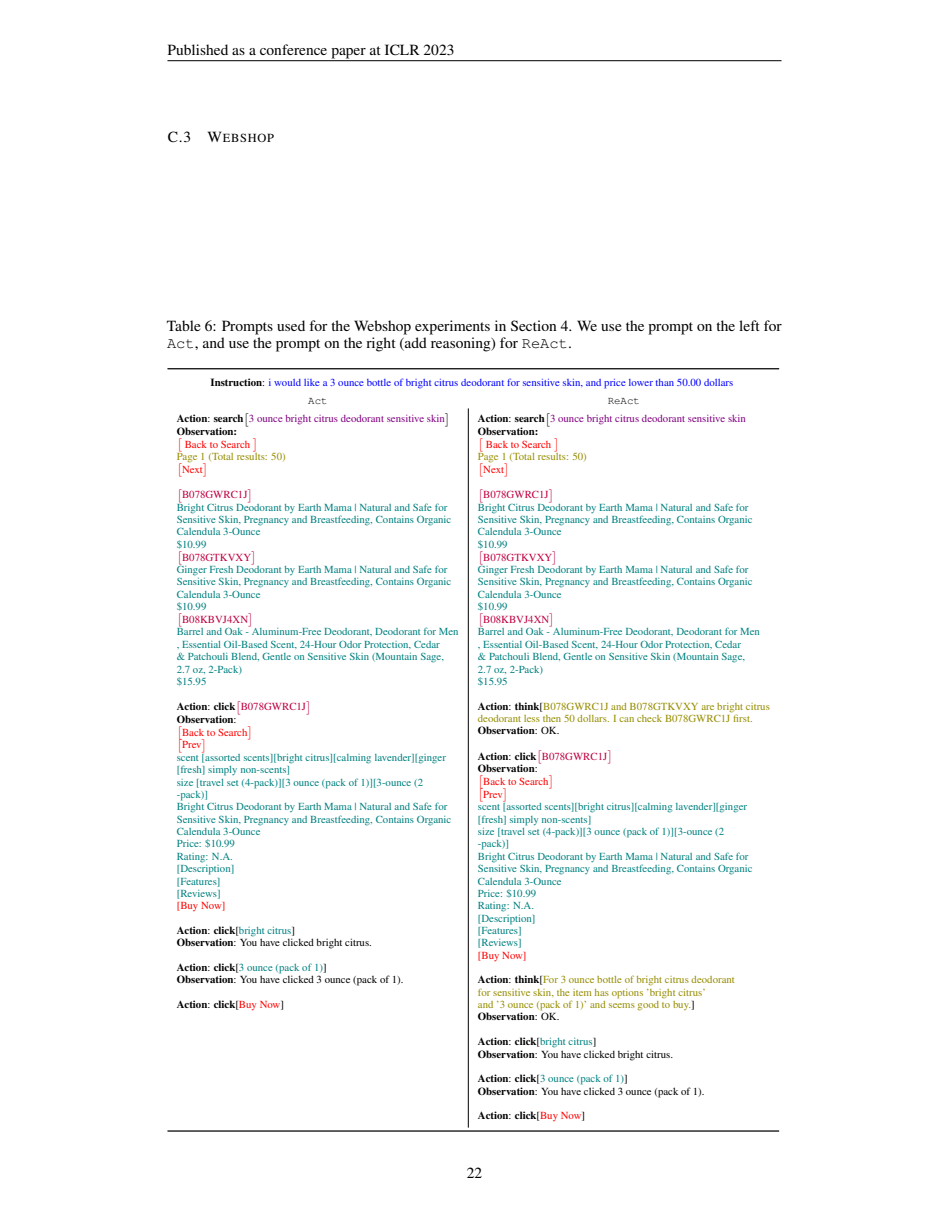 Published as a conference paper at ICLR 2023
C.3 WEBSHOP
Table 6: Prompts used for the Webshop experiments in Section 4. We use the prompt on the left for
Act, and use the prompt on the right (add reasoning) for ReAct.
Instruction: i would like a 3 ounce bottle of bright citrus deodorant for sensitive skin, and price lower than 50.00 dollars
Act
Action: search[3 ounce bright citrus deodorant sensitive skin]
Observation:
[ Back to Search ]
Page 1 (Total results: 50)
[Next]
[B078GWRC1J]
Bright Citrus Deodorant by Earth Mama | Natural and Safe for
Sensitive Skin, Pregnancy and Breastfeeding, Contains Organic
Calendula 3-Ounce
$10.99
[B078GTKVXY]
Ginger Fresh Deodorant by Earth Mama | Natural and Safe for
Sensitive Skin, Pregnancy and Breastfeeding, Contains Organic
Calendula 3-Ounce
$10.99
[B08KBVJ4XN]
Barrel and Oak - Aluminum-Free Deodorant, Deodorant for Men
, Essential Oil-Based Scent, 24-Hour Odor Protection, Cedar
& Patchouli Blend, Gentle on Sensitive Skin (Mountain Sage,
2.7 oz, 2-Pack)
$15.95
Action: click[B078GWRC1J]
Observation:
[Back to Search]
[Prev]
scent [assorted scents][bright citrus][calming lavender][ginger
[fresh] simply non-scents]
size [travel set (4-pack)][3 ounce (pack of 1)][3-ounce (2
-pack)]
Bright Citrus Deodorant by Earth Mama | Natural and Safe for
Sensitive Skin, Pregnancy and Breastfeeding, Contains Organic
Calendula 3-Ounce
Price: $10.99
Rating: N.A.
[Description]
[Features]
[Reviews]
[Buy Now]
Action: click[bright citrus]
Observation: You have clicked bright citrus.
Action: click[3 ounce (pack of 1)]
Observation: You have clicked 3 ounce (pack of 1).
Action: click[Buy Now]
ReAct
Action: search[3 ounce bright citrus deodorant sensitive skin
Observation:
[ Back to Search ]
Page 1 (Total results: 50)
[Next]
[B078GWRC1J]
Bright Citrus Deodorant by Earth Mama | Natural and Safe for
Sensitive Skin, Pregnancy and Breastfeeding, Contains Organic
Calendula 3-Ounce
$10.99
[B078GTKVXY]
Ginger Fresh Deodorant by Earth Mama | Natural and Safe for
Sensitive Skin, Pregnancy and Breastfeeding, Contains Organic
Calendula 3-Ounce
$10.99
[B08KBVJ4XN]
Barrel and Oak - Aluminum-Free Deodorant, Deodorant for Men
, Essential Oil-Based Scent, 24-Hour Odor Protection, Cedar
& Patchouli Blend, Gentle on Sensitive Skin (Mountain Sage,
2.7 oz, 2-Pack)
$15.95
Action: think[B078GWRC1J and B078GTKVXY are bright citrus
deodorant less then 50 dollars. I can check B078GWRC1J first.
Observation: OK.
Action: click[B078GWRC1J]
Observation:
[Back to Search]
[Prev]
scent [assorted scents][bright citrus][calming lavender][ginger
[fresh] simply non-scents]
size [travel set (4-pack)][3 ounce (pack of 1)][3-ounce (2
-pack)]
Bright Citrus Deodorant by Earth Mama | Natural and Safe for
Sensitive Skin, Pregnancy and Breastfeeding, Contains Organic
Calendula 3-Ounce
Price: $10.99
Rating: N.A.
[Description]
[Features]
[Reviews]
[Buy Now]
Action: think[For 3 ounce bottle of bright citrus deodorant
for sensitive skin, the item has options 'bright citrus'
and '3 ounce (pack of 1)' and seems good to buy.]
Observation: OK.
Action: click[bright citrus]
Observation: You have clicked bright citrus.
Action: click[3 ounce (pack of 1)]
Observation: You have clicked 3 ounce (pack of 1).
Action: click[Buy Now]
22